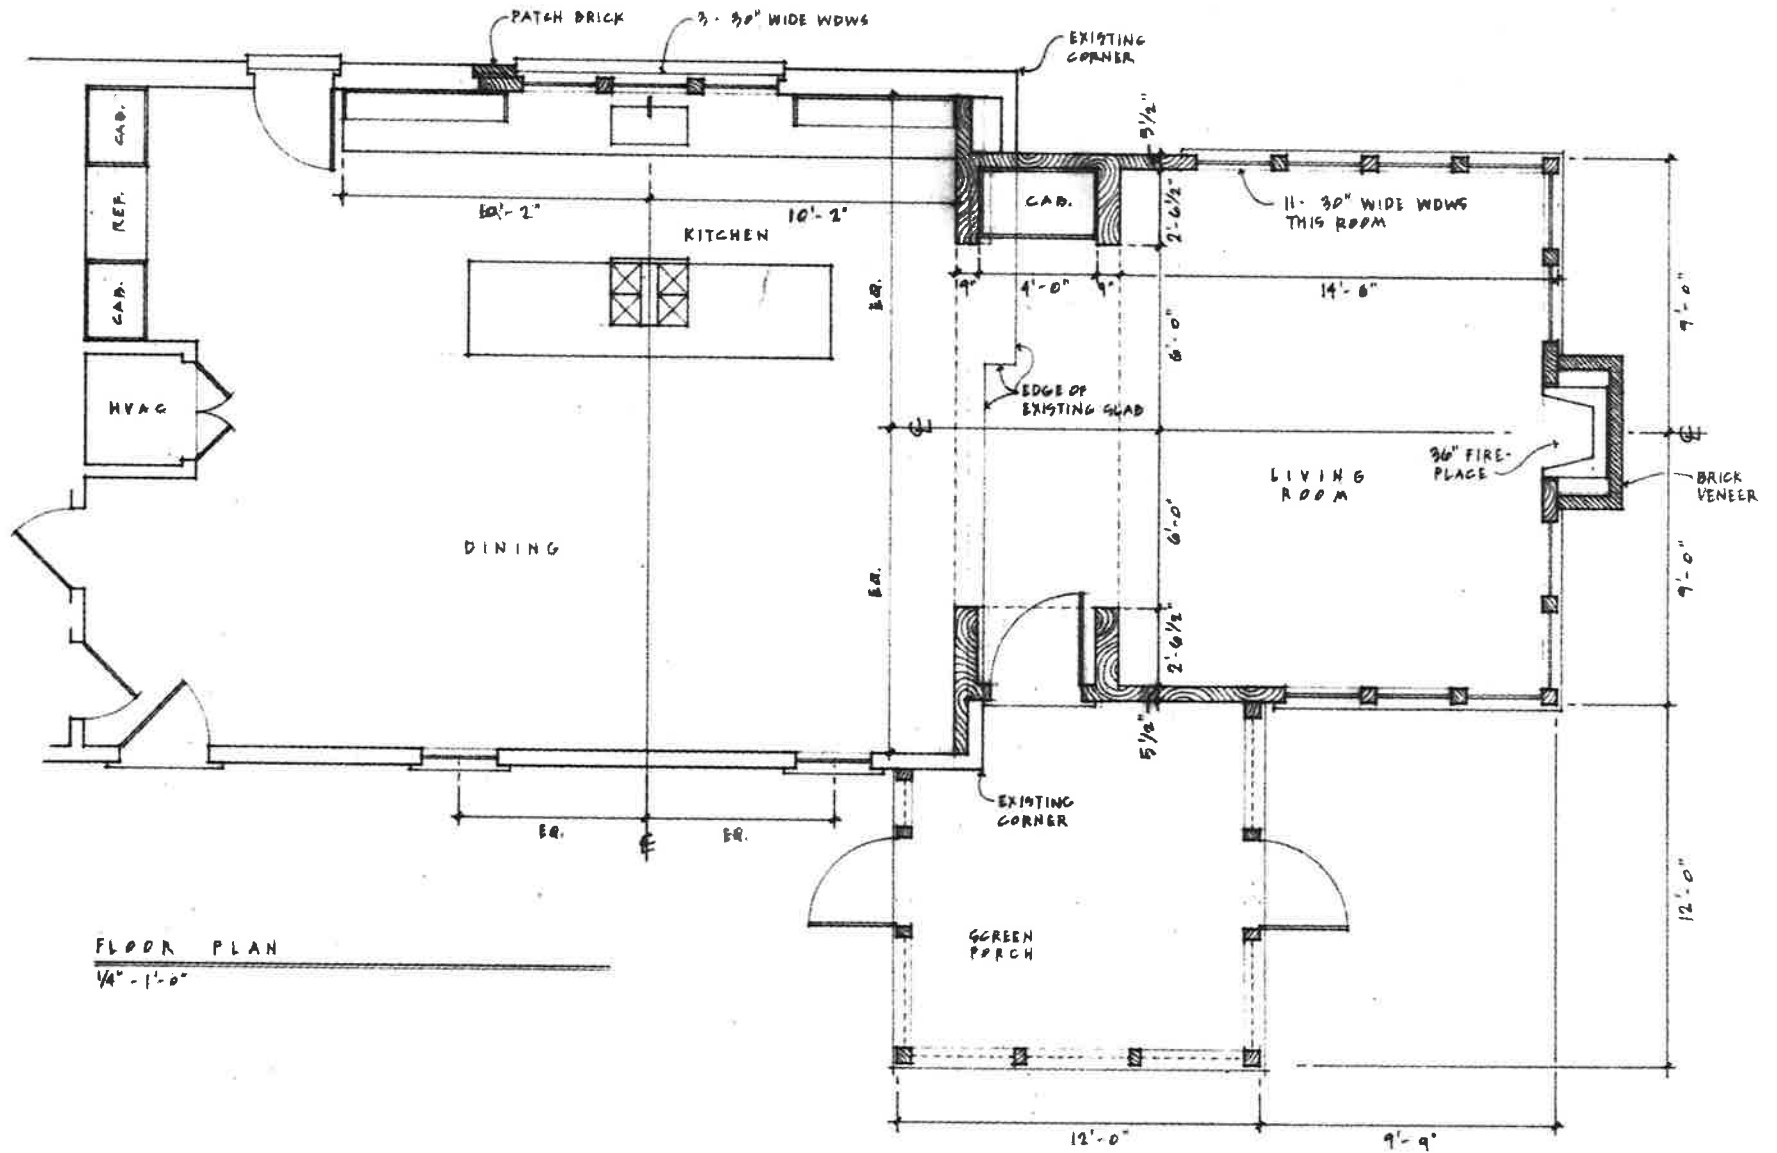 PATCH BRICK
3 - 30" WIDE WDWS
EXISTING
CORNER
CAB.
REF.
CAB.
HVAC
10'-2"
10'-2"
KITCHEN
EQ.
EQ.
CAB.
5 1/2"
2'-6 1/2"
11 - 30" WIDE WDWS
THIS ROOM
9"
4'-0"
9"
14'-6"
6'-0"
9'-0"
EDGE OF
EXISTING SLAB
℄
℄
36" FIRE-
PLACE
LIVING
ROOM
BRICK
VENEER
DINING
6'-0"
9'-0"
2'-6 1/2"
5 1/2"
EXISTING
CORNER
EQ.
℄
EQ.
12'-0"
SCREEN
PORCH
FLOOR PLAN
1/4" - 1'-0"
12'-0"
9'-9"